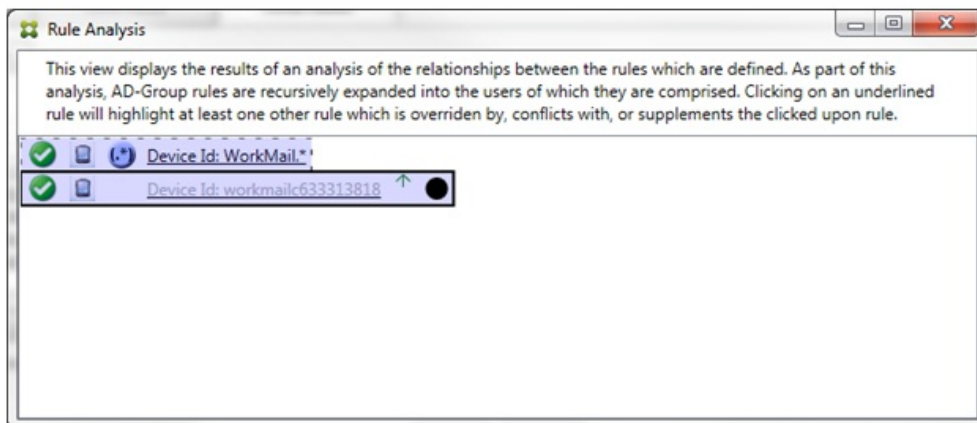 Rule Analysis
This view displays the results of an analysis of the relationships between the rules which are defined. As part of this
analysis, AD-Group rules are recursively expanded into the users of which they are comprised. Clicking on an underlined
rule will highlight at least one other rule which is overriden by, conflicts with, or supplements the clicked upon rule.
(.*) Device Id: WorkMail.*
Device Id: workmailc633313818